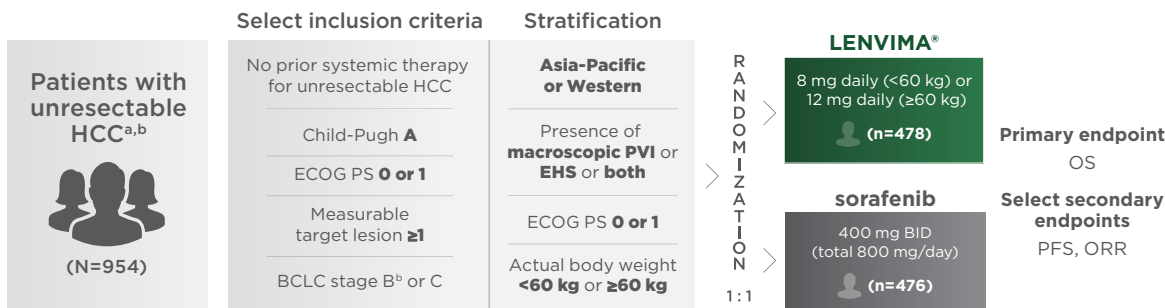 Patients with
unresectable
HCCa,b
(N=954)
Select inclusion criteria
No prior systemic therapy
for unresectable HCC
Child-Pugh A
ECOG PS 0 or 1
Measurable
target lesion ≥1
BCLC stage Bb or C
Stratification
Asia-Pacific
or Western
Presence of
macroscopic PVI or
EHS or both
ECOG PS 0 or 1
Actual body weight
<60 kg or ≥60 kg
RANDOMIZATION
1:1
LENVIMA®
8 mg daily (<60 kg) or
12 mg daily (≥60 kg)
(n=478)
sorafenib
400 mg BID
(total 800 mg/day)
(n=476)
Primary endpoint
OS
Select secondary
endpoints
PFS, ORR